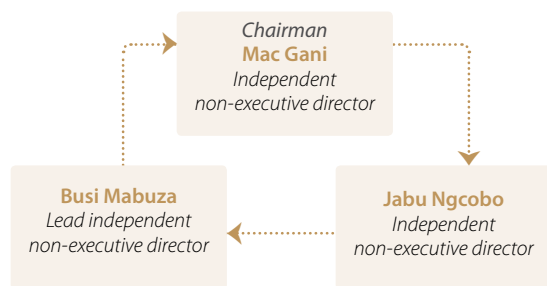 Chairman
Mac Gani
Independent
non-executive director
Busi Mabuza
Lead independent
non-executive director
Jabu Ngcobo
Independent
non-executive director